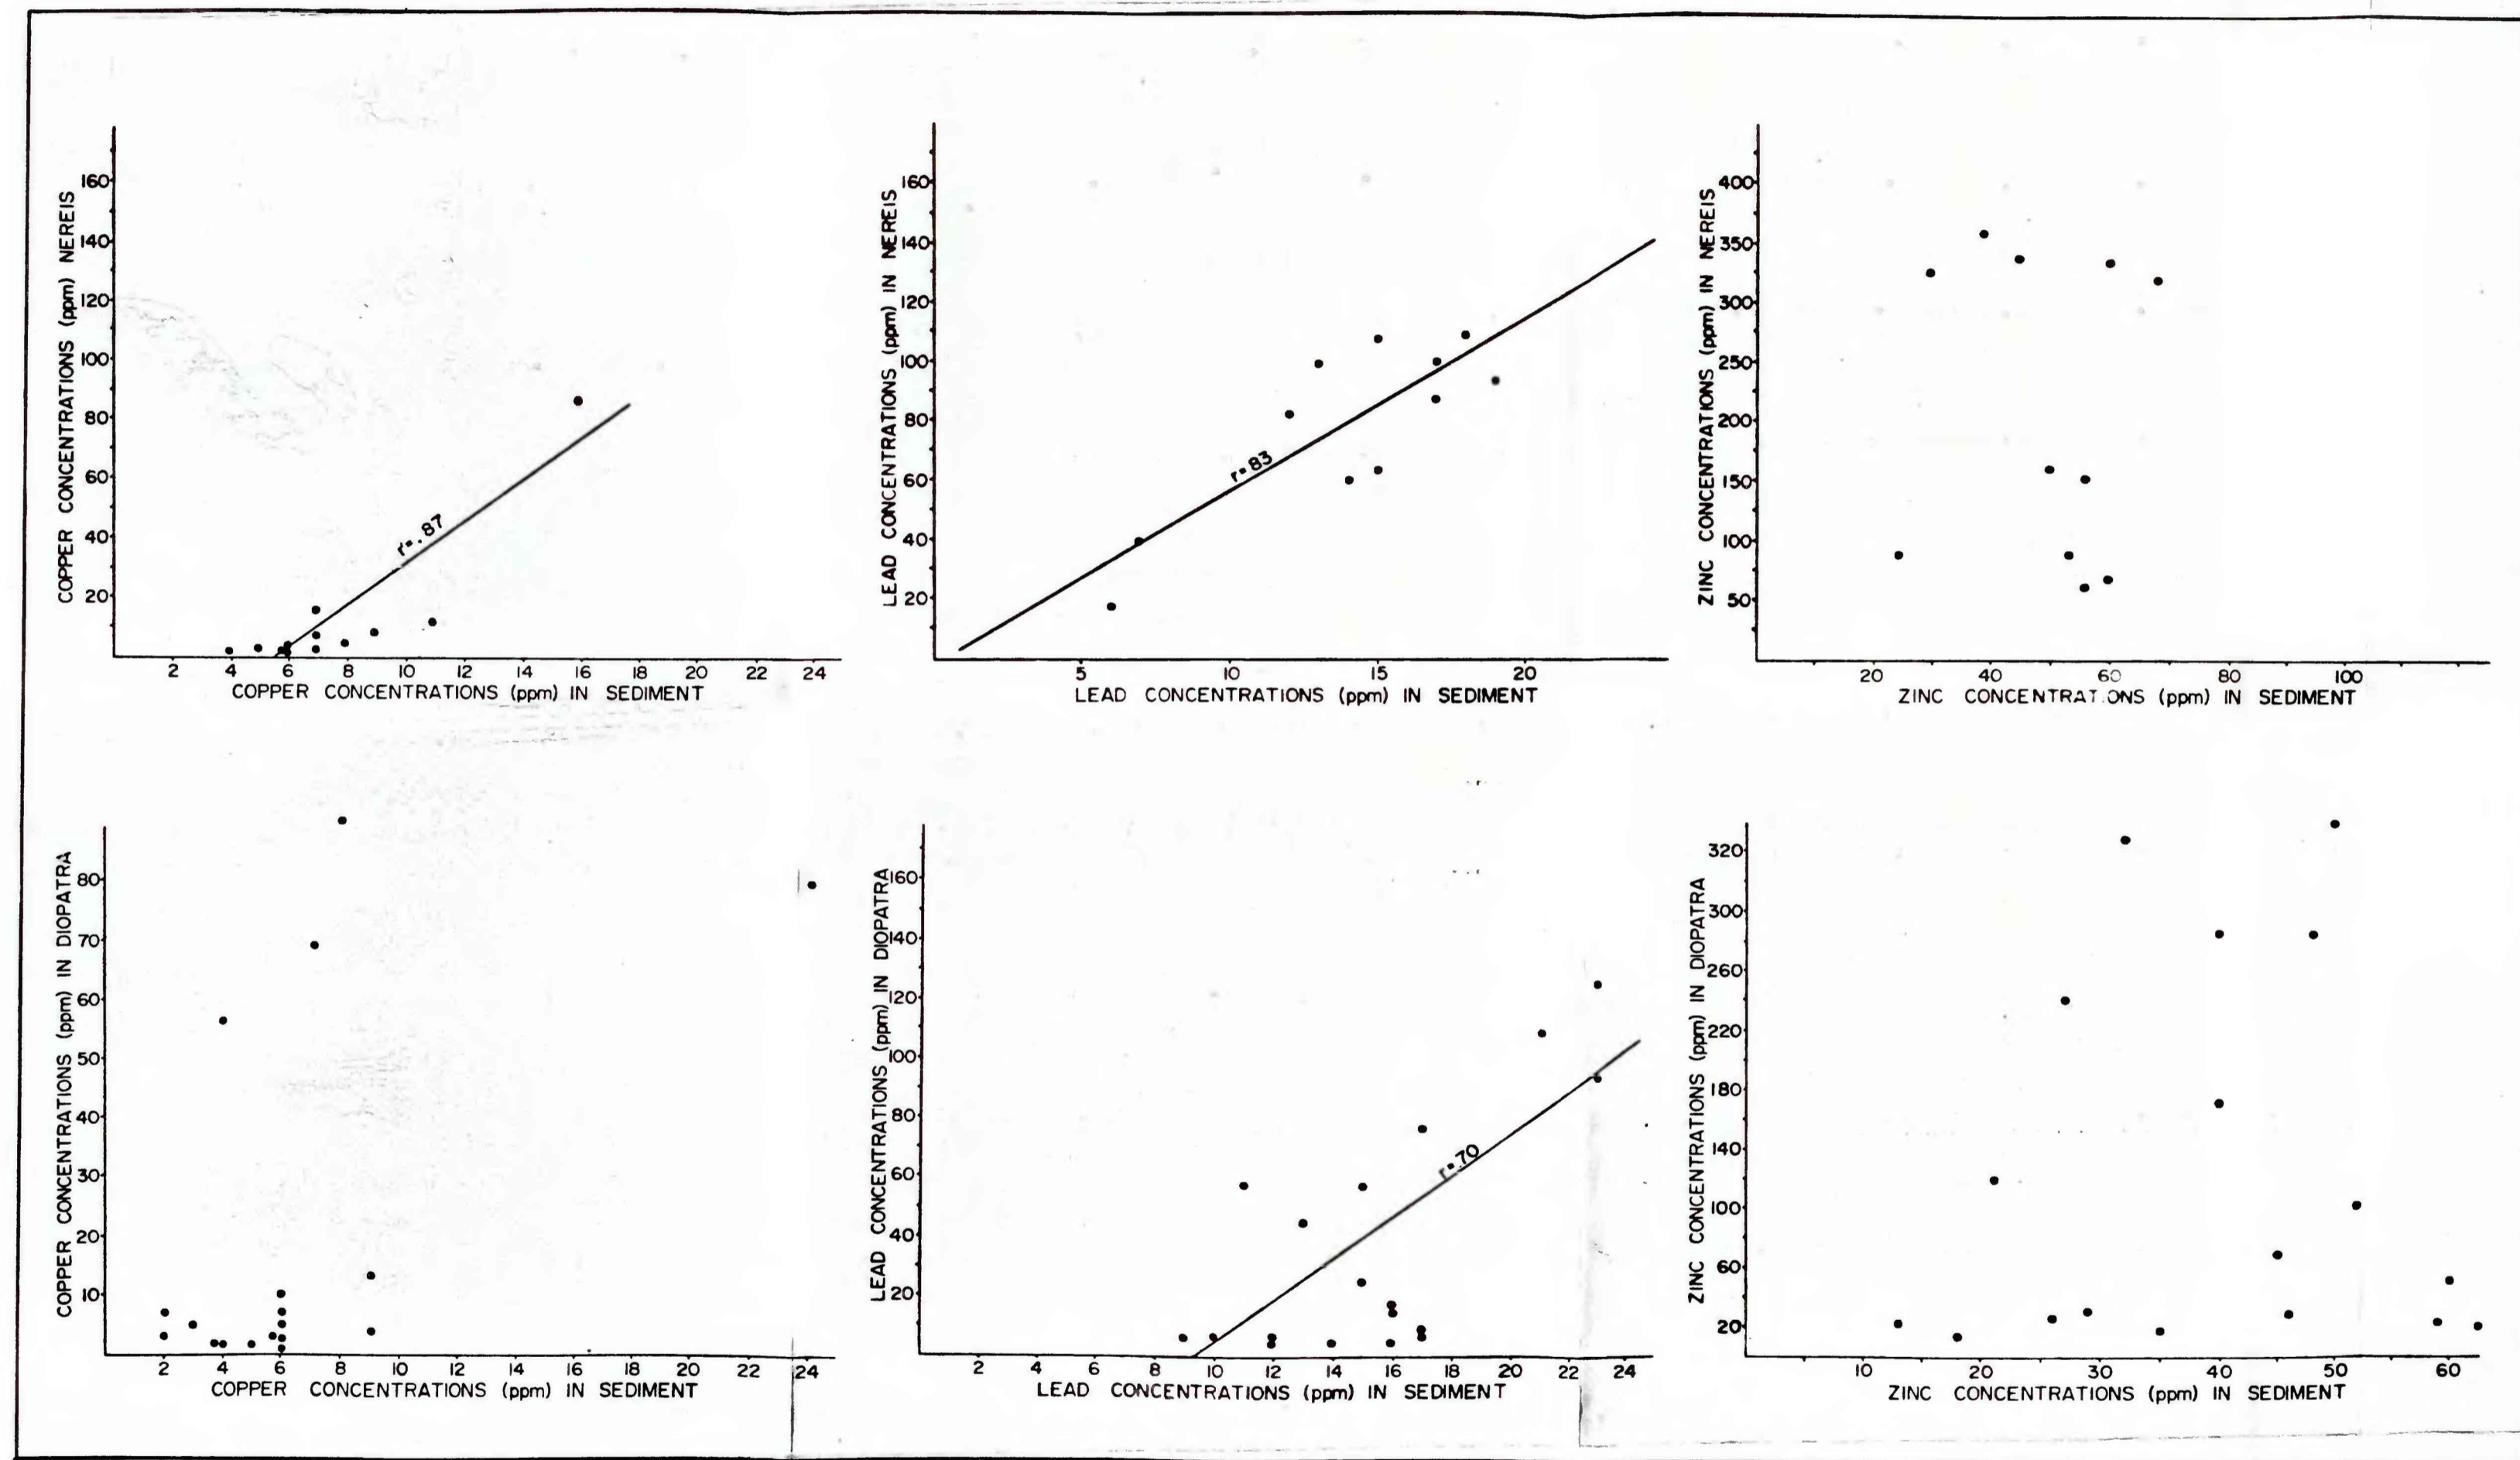 COPPER CONCENTRATIONS (ppm) NEREIS
160
140
120
100
80
60
40
20
r=.87
2 4 6 8 10 12 14 16 18 20 22 24
COPPER CONCENTRATIONS (ppm) IN SEDIMENT
LEAD CONCENTRATIONS (ppm) IN NEREIS
160
140
120
100
80
60
40
20
r=83
5 10 15 20
LEAD CONCENTRATIONS (ppm) IN SEDIMENT
ZINC CONCENTRATIONS (ppm) IN NEREIS
400
350
300
250
200
150
100
50
20 40 60 80 100
ZINC CONCENTRATIONS (ppm) IN SEDIMENT
COPPER CONCENTRATIONS (ppm) IN DIOPATRA
80
70
60
50
40
30
20
10
2 4 6 8 10 12 14 16 18 20 22 24
COPPER CONCENTRATIONS (ppm) IN SEDIMENT
LEAD CONCENTRATIONS (ppm) IN DIOPATRA
160
140
120
100
80
60
40
20
r=.70
2 4 6 8 10 12 14 16 18 20 22 24
LEAD CONCENTRATIONS (ppm) IN SEDIMENT
ZINC CONCENTRATIONS (ppm) IN DIOPATRA
320
300
260
220
180
140
100
60
20
10 20 30 40 50 60
ZINC CONCENTRATIONS (ppm) IN SEDIMENT